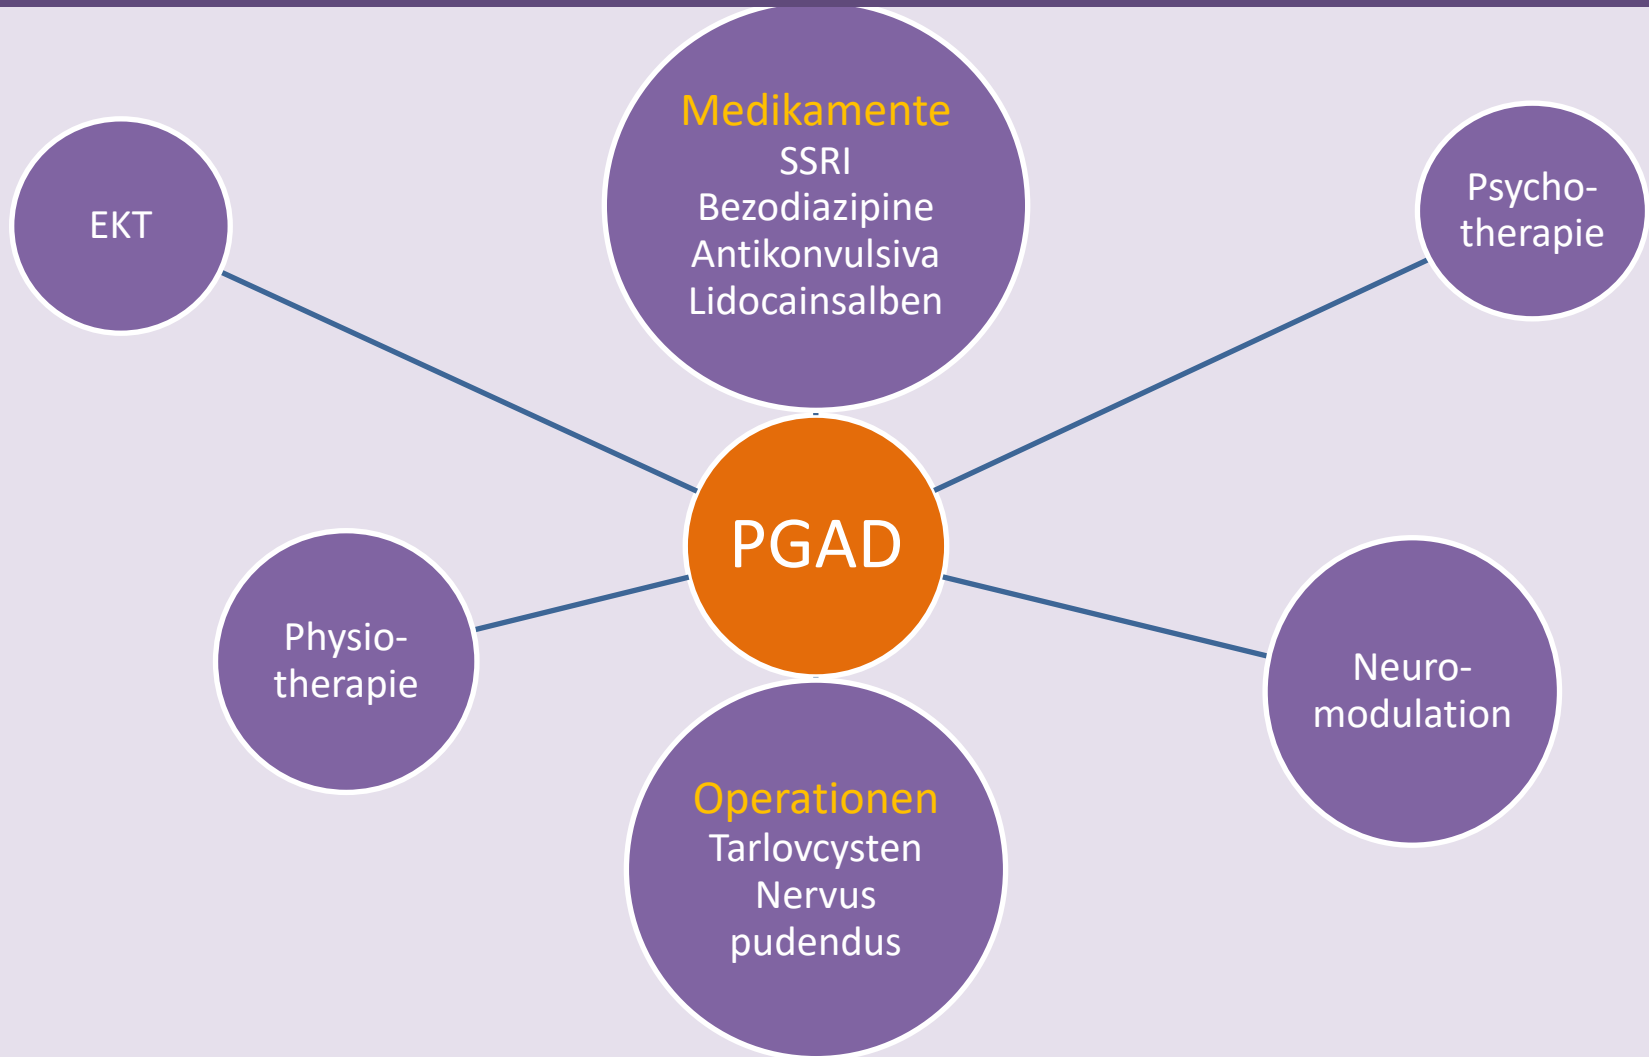 Medikamente
SSRI
Bezodiazipine
Antikonvulsiva
Lidocainsalben
EKT
Psycho-
therapie
PGAD
Physio-
therapie
Neuro-
modulation
Operationen
Tarlovcysten
Nervus
pudendus